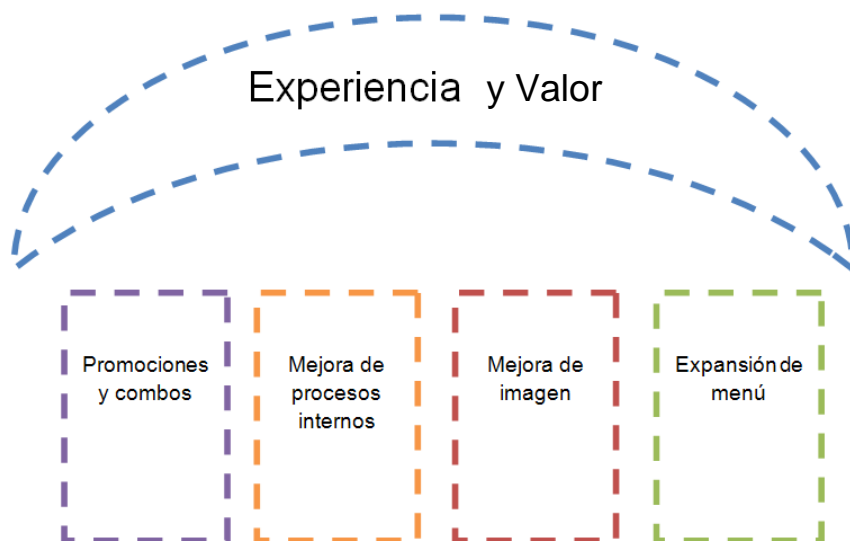 Experiencia y Valor
Promociones
y combos
Mejora de
procesos
internos
Mejora de
imagen
Expansión de
menú